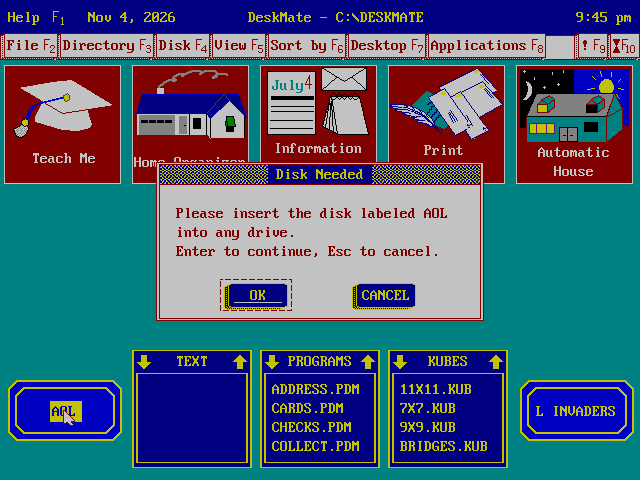 Help F1 Nov 4, 2026 DeskMate - C:\DESKMATE 9:45 pm
File F2 Directory F3 Disk F4 View F5 Sort by F6 Desktop F7 Applications F8 ! F9 F10
July 4
Teach Me
Home Organizer
Information
Print
Automatic
House
Disk Needed
Please insert the disk labeled AOL
into any drive.
Enter to continue, Esc to cancel.
OK CANCEL
AOL
TEXT
PROGRAMS
ADDRESS.PDM
CARDS.PDM
CHECKS.PDM
COLLECT.PDM
KUBES
11X11.KUB
7X7.KUB
9X9.KUB
BRIDGES.KUB
L INVADERS